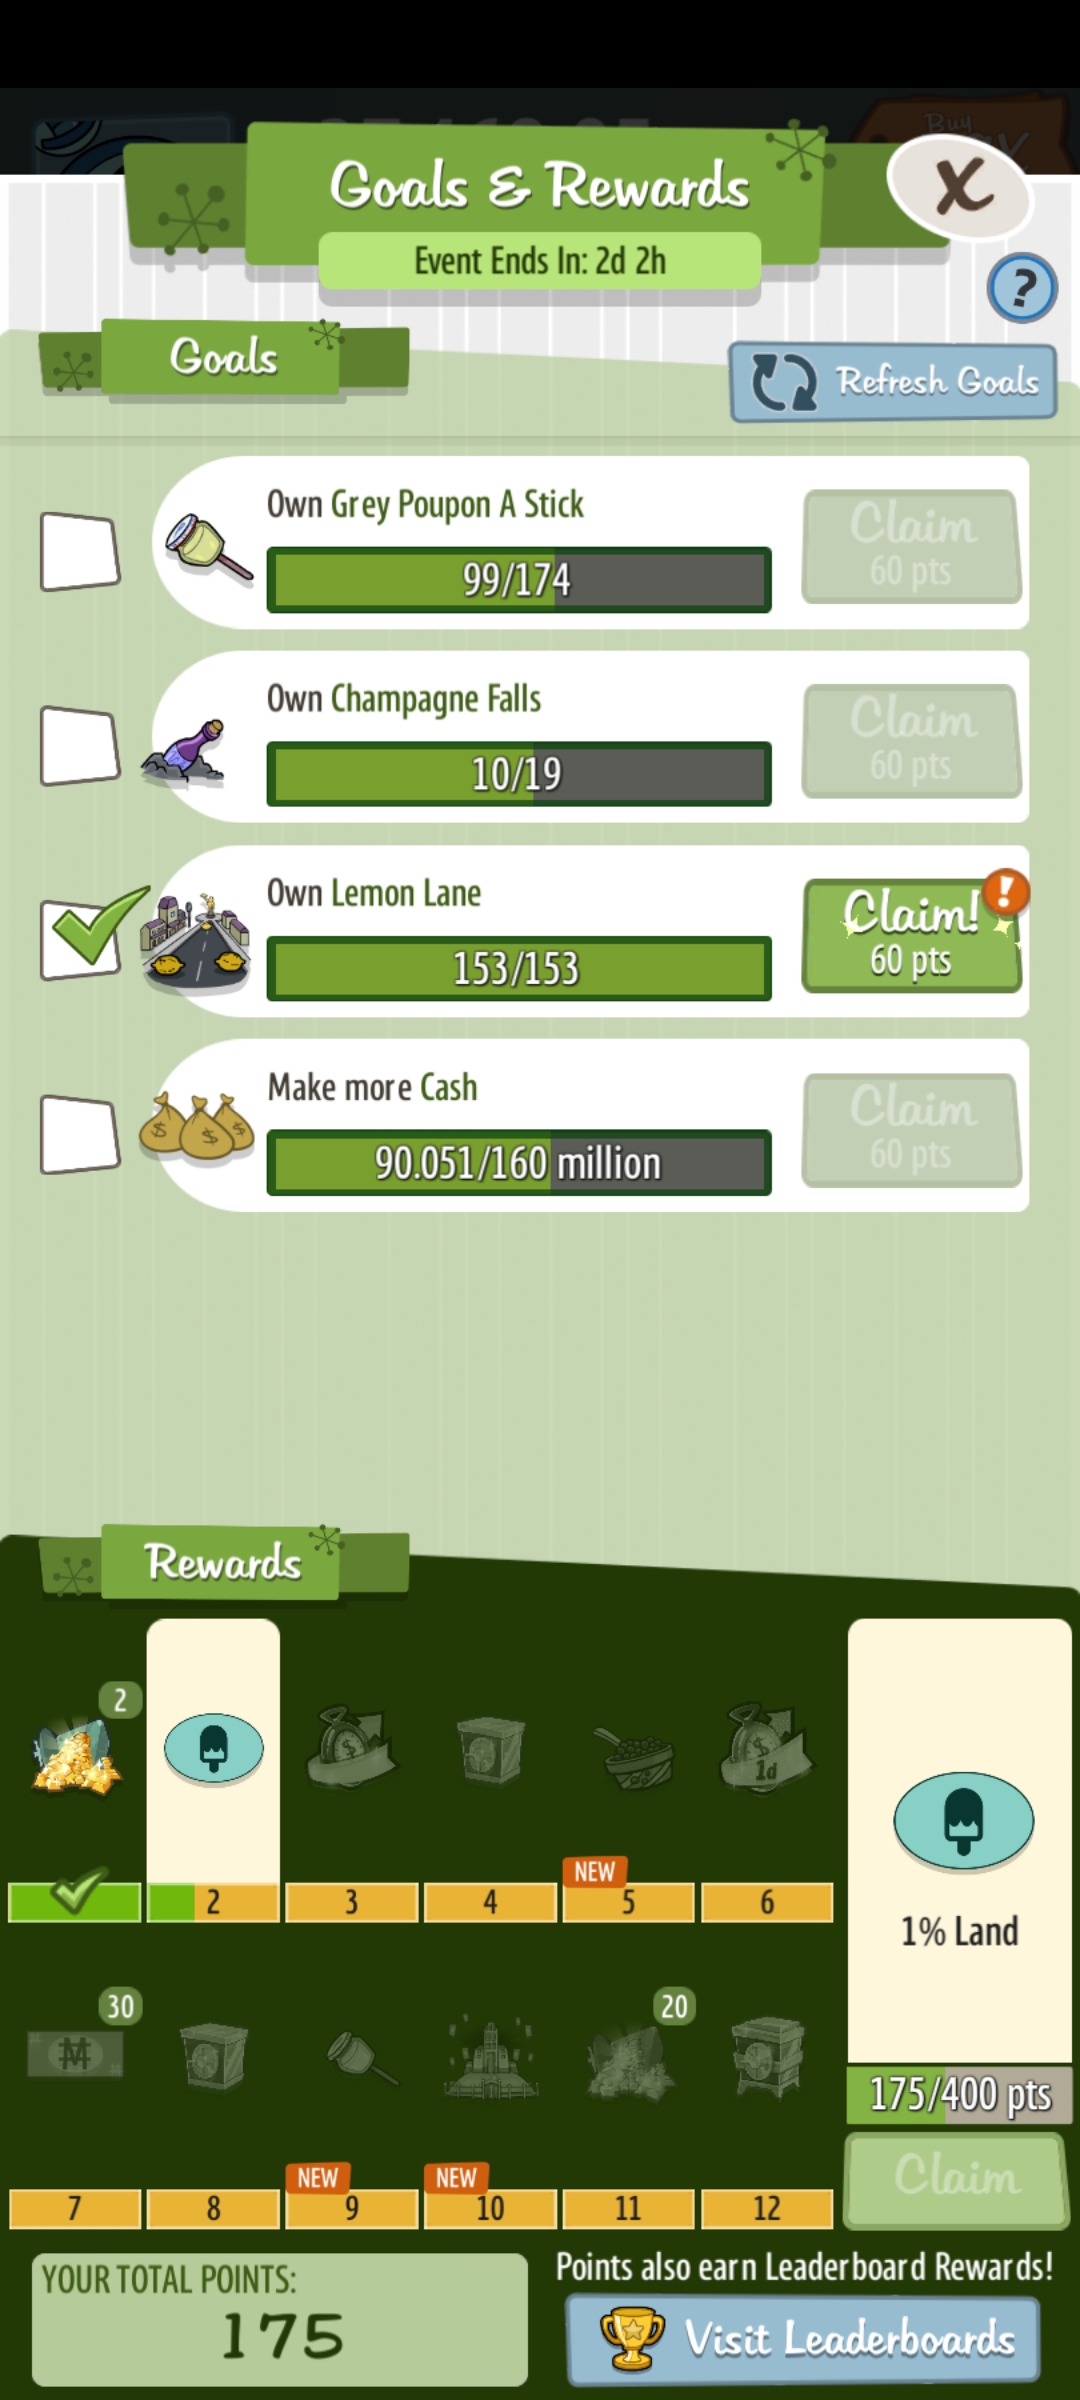 Buy
Goals & Rewards
X
Event Ends In: 2d 2h
?
Goals
Refresh Goals
Own Grey Poupon A Stick
99/174
Claim
60 pts
Own Champagne Falls
10/19
Claim
60 pts
Own Lemon Lane
153/153
Claim!
60 pts
!
Make more Cash
90.051/160 million
Claim
60 pts
Rewards
2
1d
2
3
4
NEW
5
6
1% Land
30
20
175/400 pts
7
8
NEW
9
NEW
10
11
12
Claim
YOUR TOTAL POINTS:
175
Points also earn Leaderboard Rewards!
Visit Leaderboards